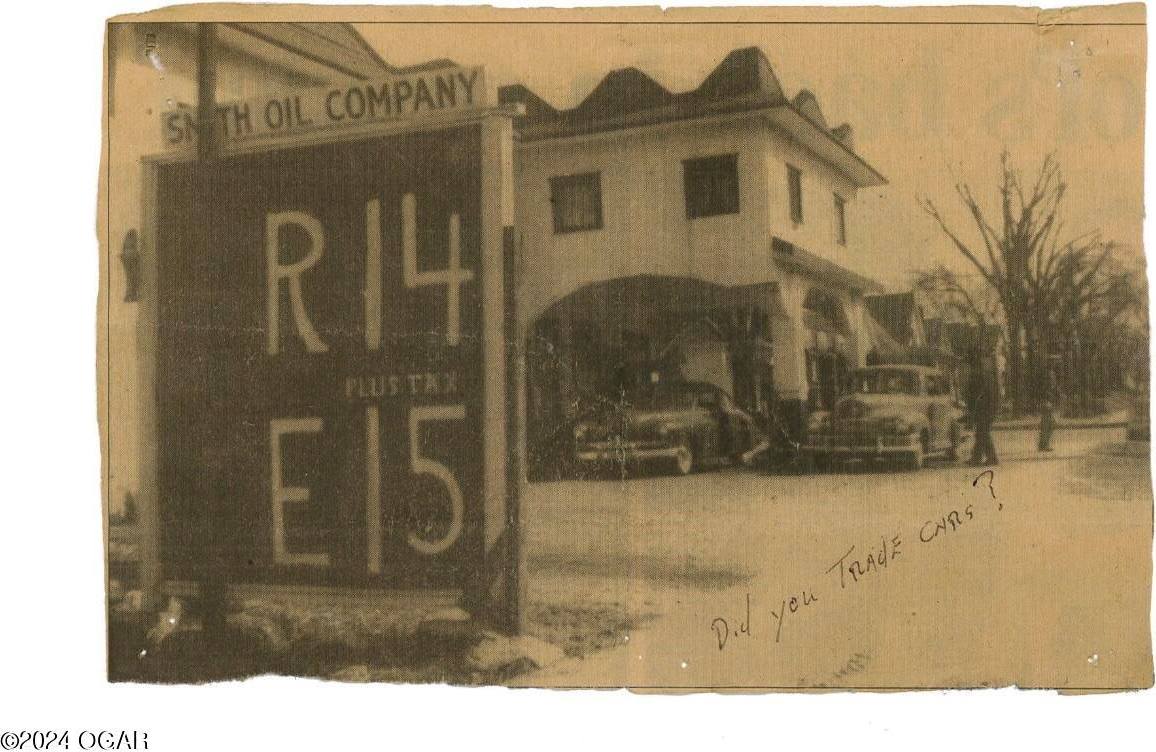 SMITH OIL COMPANY
R14
PLUS TAX
E15
Did you TRADE CARS?
©2024 OGAR